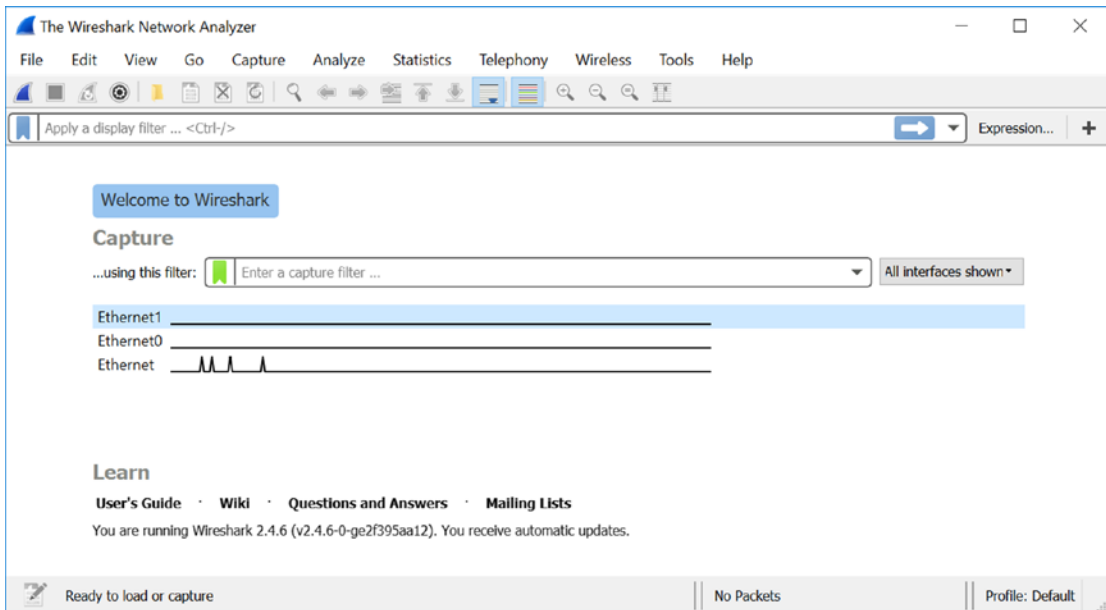 The Wireshark Network Analyzer
File Edit View Go Capture Analyze Statistics Telephony Wireless Tools Help
Apply a display filter ... <Ctrl-/> Expression... +
Welcome to Wireshark
Capture
...using this filter: Enter a capture filter ... All interfaces shown
Ethernet1
Ethernet0
Ethernet
Learn
User's Guide · Wiki · Questions and Answers · Mailing Lists
You are running Wireshark 2.4.6 (v2.4.6-0-ge2f395aa12). You receive automatic updates.
Ready to load or capture No Packets Profile: Default